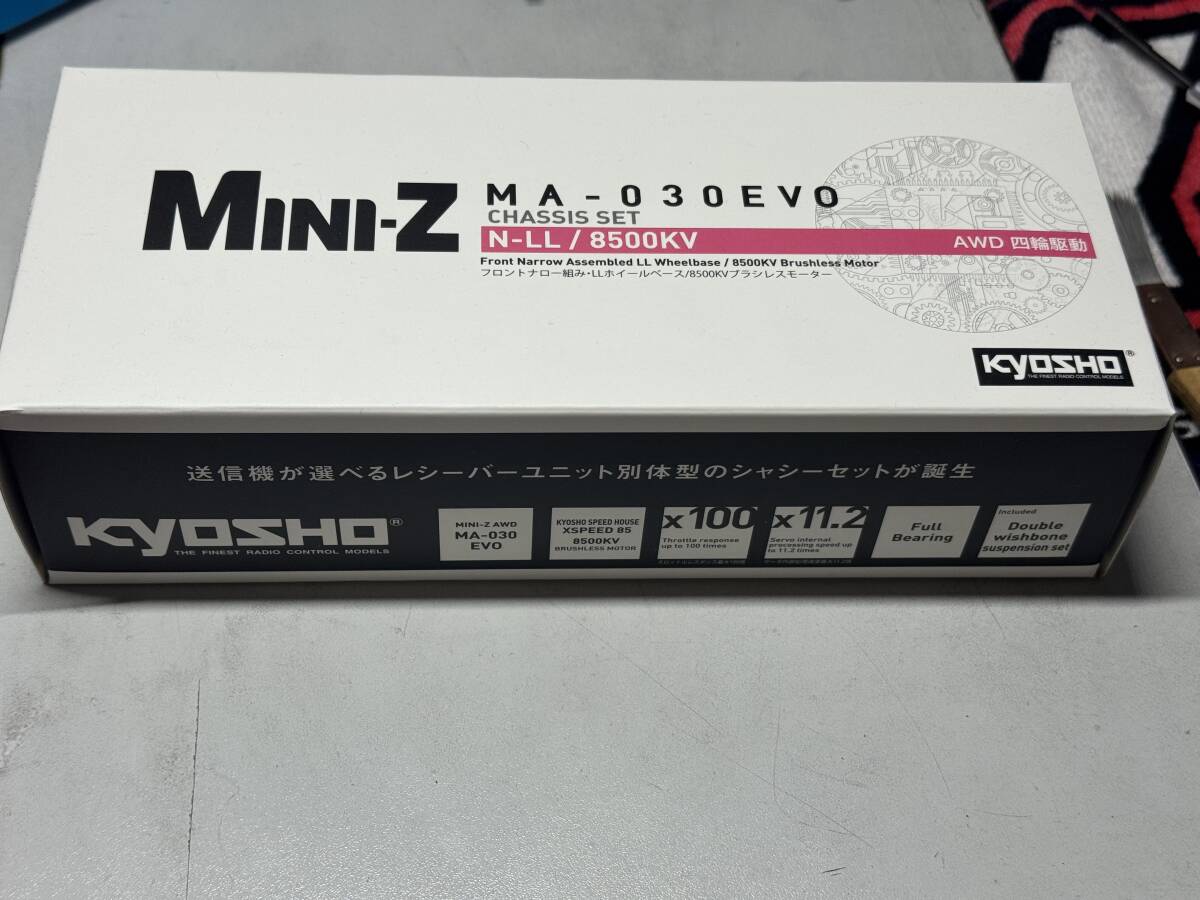 MINI-Z
MA-030EVO
CHASSIS SET
N-LL / 8500KV
AWD 四輪駆動
Front Narrow Assembled LL Wheelbase / 8500KV Brushless Motor
フロントナロー組み・LLホイールベース/8500KVブラシレスモーター
KYOSHO®
THE FINEST RADIO CONTROL MODELS
送信機が選べるレシーバーユニット別体型のシャシーセットが誕生
KYOSHO®
THE FINEST RADIO CONTROL MODELS
MINI-Z AWD
MA-030
EVO
KYOSHO SPEED HOUSE
XSPEED 85
8500KV
BRUSHLESS MOTOR
x100
Throttle response
up to 100 times
x11.2
Servo internal
processing speed up
to 11.2 times
Full
Bearing
Included
Double
wishbone
suspension set